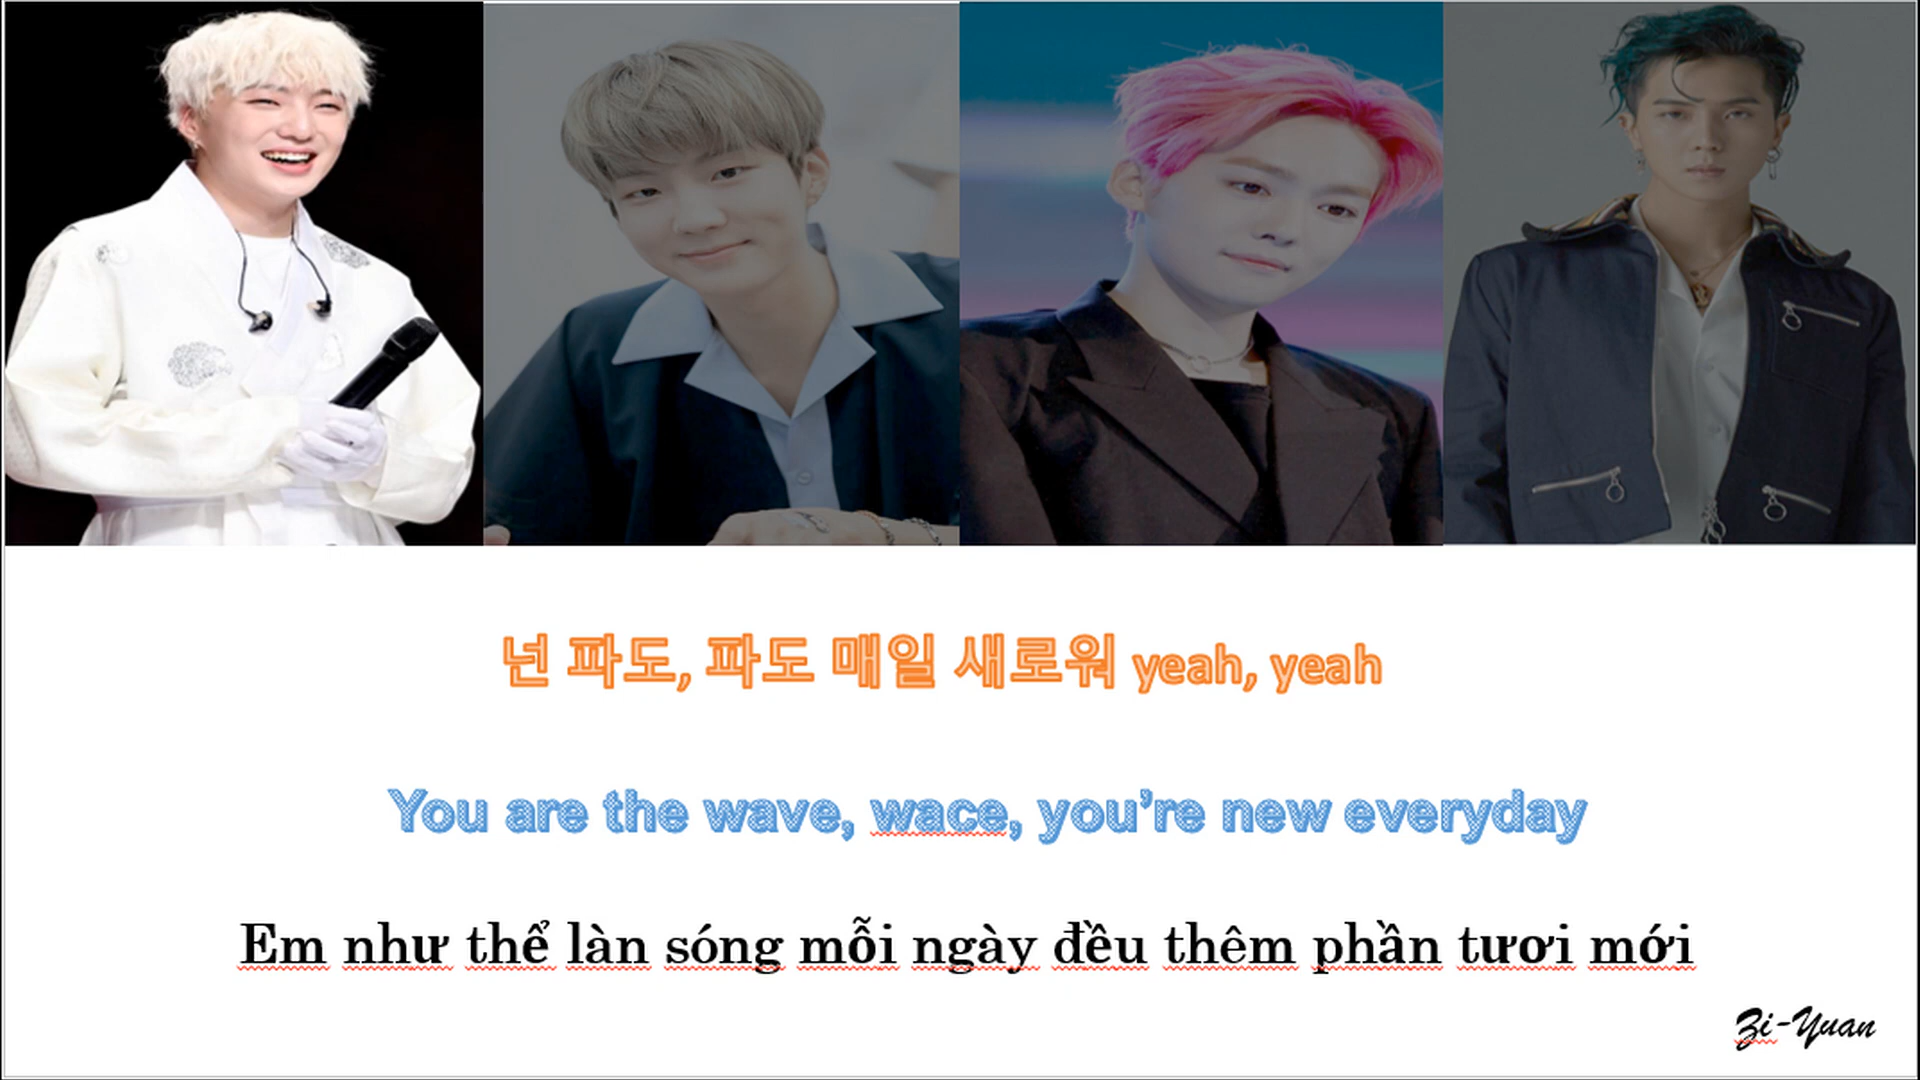 넌 파도, 파도 매일 새로워 yeah, yeah
You are the wave, wace, you’re new everyday
Em như thể làn sóng mỗi ngày đều thêm phần tươi mới
Zi-Yuan